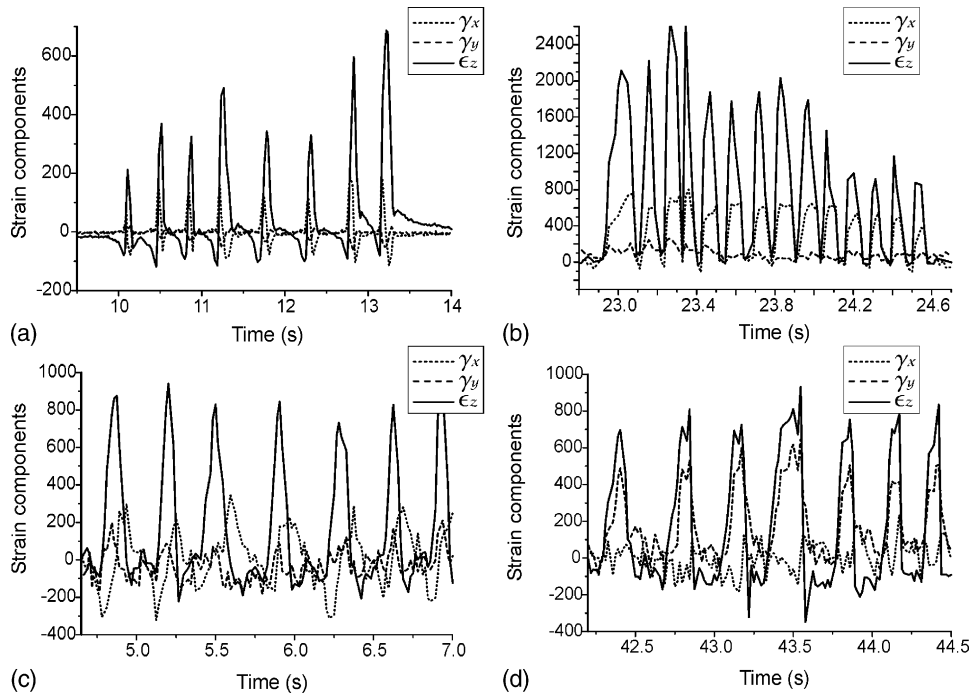 γx
γy
ϵz
Strain components
600
400
200
0
-200
10
11
12
13
14
Time (s)
(a)
γx
γy
ϵz
Strain components
2400
2000
1600
1200
800
400
0
23.0
23.4
23.8
24.2
24.6
Time (s)
(b)
γx
γy
ϵz
Strain components
1000
800
600
400
200
0
-200
-400
5.0
5.5
6.0
6.5
7.0
Time (s)
(c)
γx
γy
ϵz
Strain components
1000
800
600
400
200
0
-200
-400
42.5
43.0
43.5
44.0
44.5
Time (s)
(d)